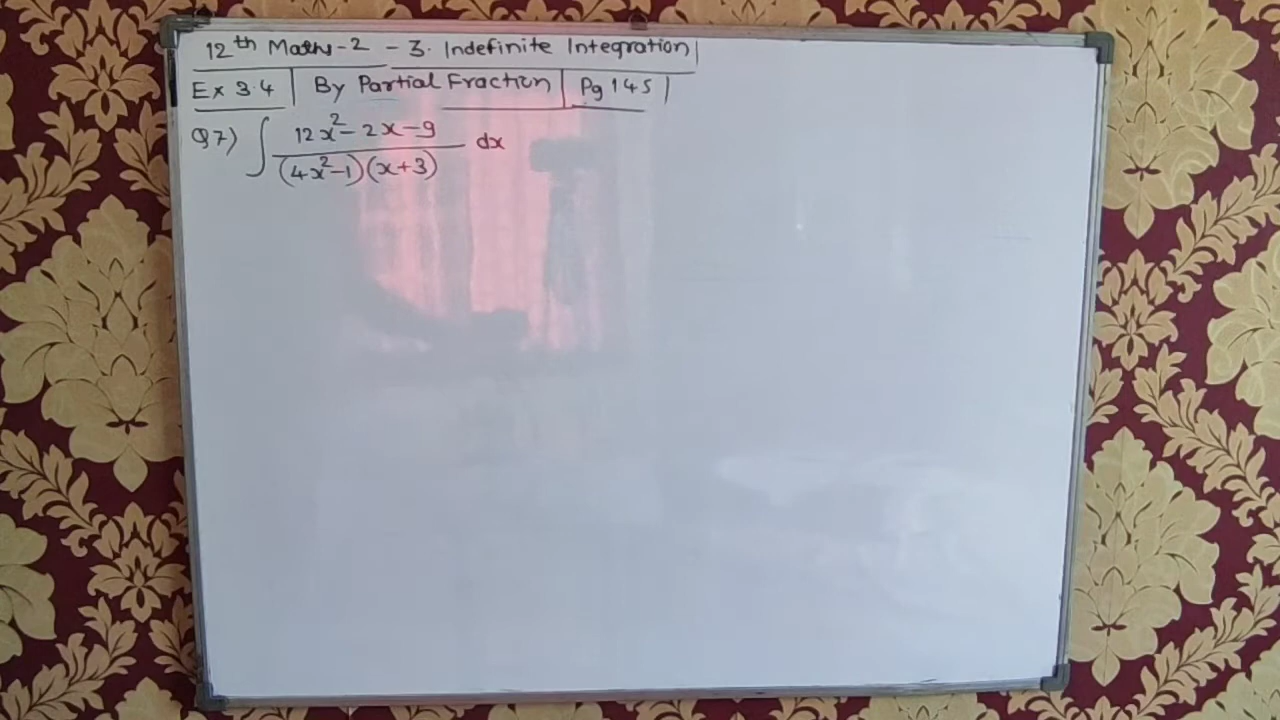 12th Maths-2 - 3. Indefinite Integration
Ex 3.4 | By Partial Fraction | Pg 145 |
Q7) ∫ (12x² - 2x - 9) / ((4x²-1)(x+3)) dx